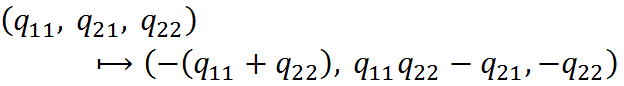 (q₁₁, q₂₁, q₂₂)
↦ (−(q₁₁ + q₂₂), q₁₁q₂₂ − q₂₁, −q₂₂)